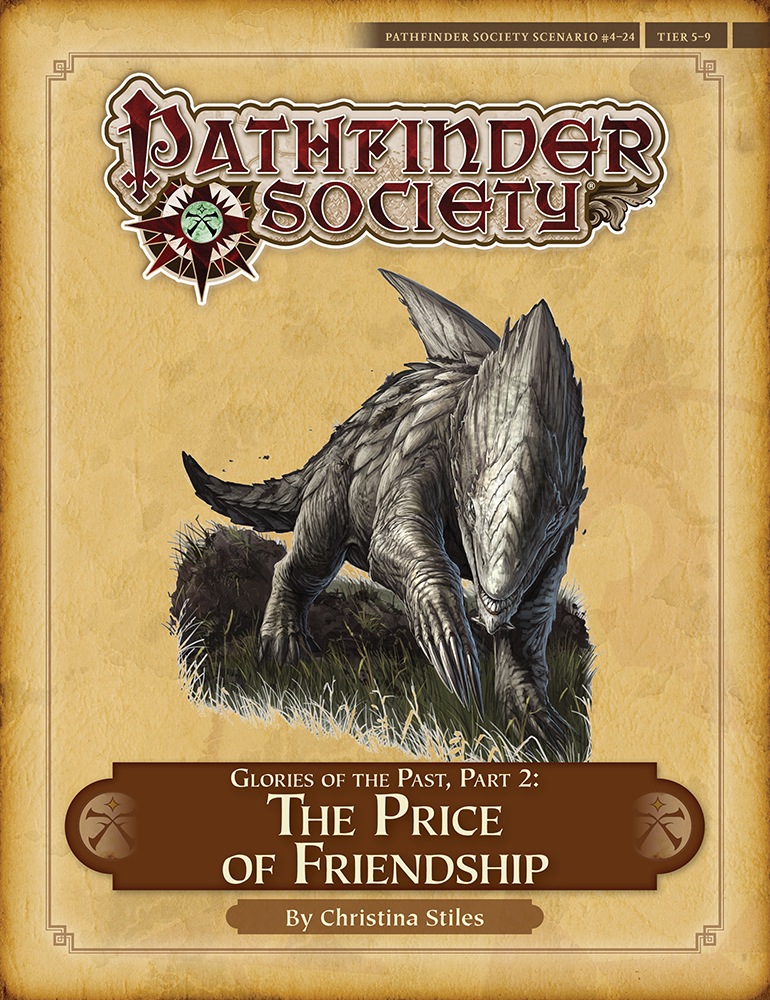 PATHFINDER SOCIETY SCENARIO #4–24 TIER 5–9
PATHFINDER
SOCIETY®
GLORIES OF THE PAST, PART 2:
THE PRICE
OF FRIENDSHIP
By Christina Stiles